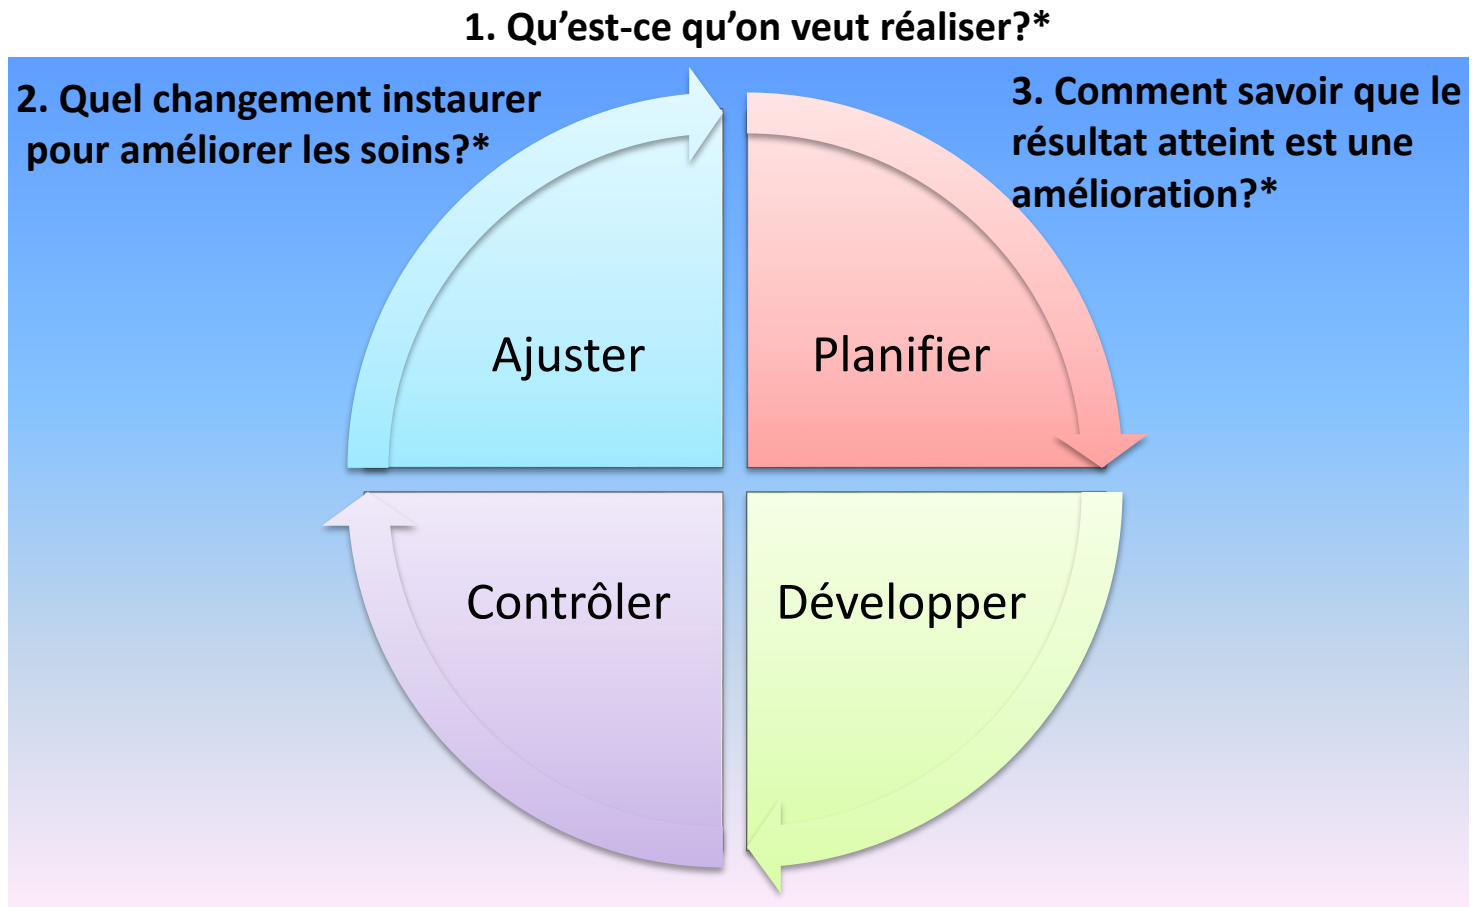 1. Qu’est-ce qu’on veut réaliser?*
2. Quel changement instaurer
pour améliorer les soins?*
3. Comment savoir que le
résultat atteint est une
amélioration?*
Ajuster
Planifier
Contrôler
Développer